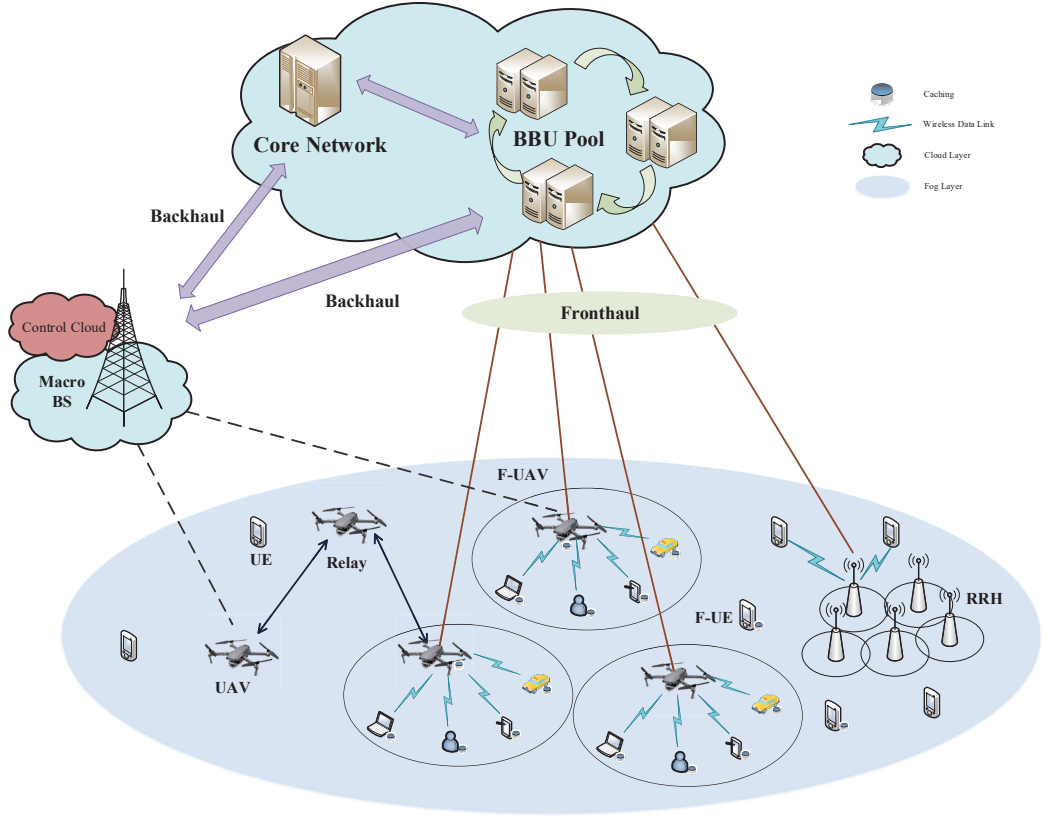 Core Network
BBU Pool
Caching
Wireless Data Link
Cloud Layer
Fog Layer
Backhaul
Backhaul
Fronthaul
Control Cloud
Macro
BS
F-UAV
UE
Relay
F-UE
RRH
UAV